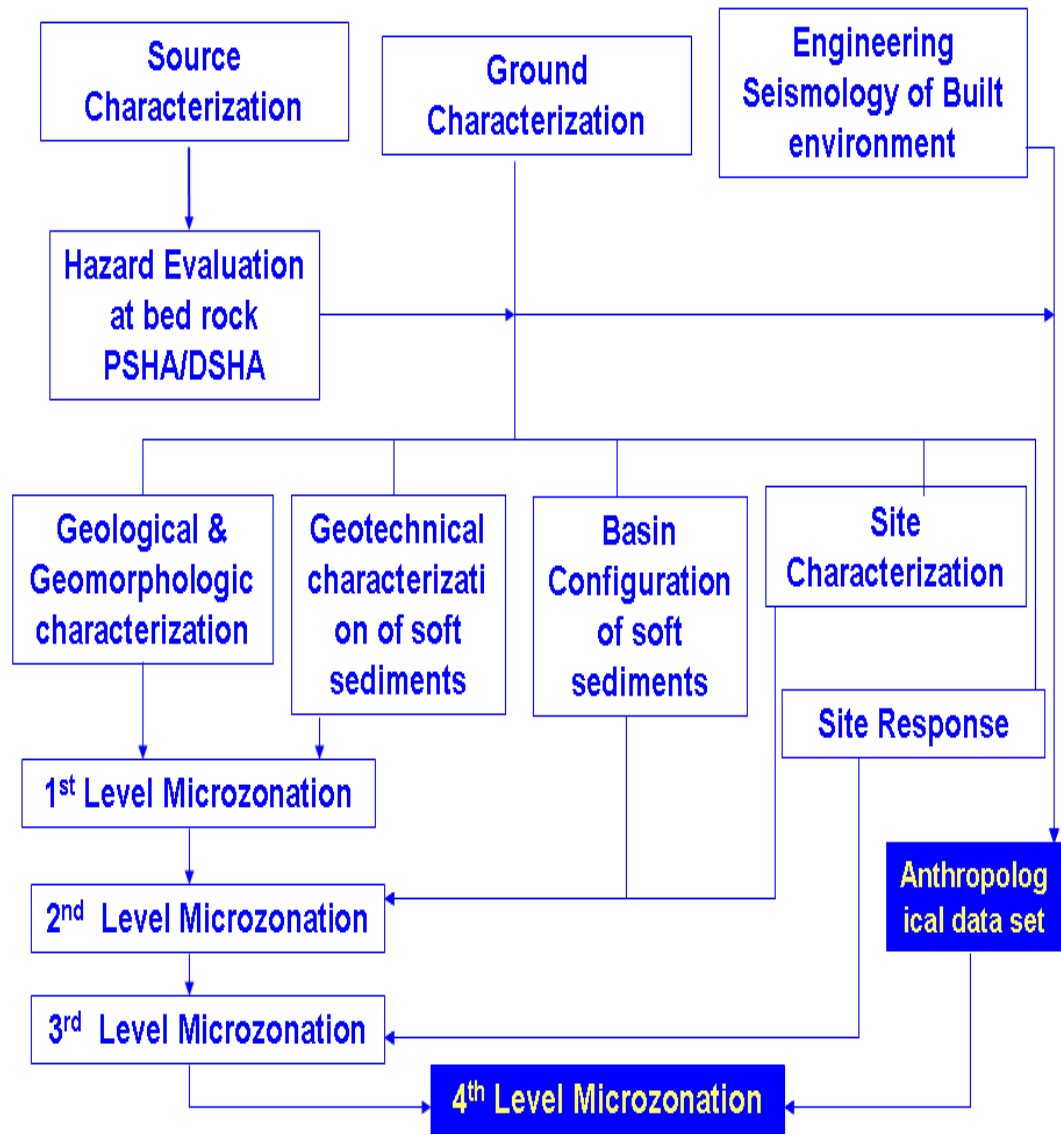 Source
Characterization
Ground
Characterization
Engineering
Seismology of Built
environment
Hazard Evaluation
at bed rock
PSHA/DSHA
Geological &
Geomorphologic
characterization
Geotechnical
characterizati
on of soft
sediments
Basin
Configuration
of soft
sediments
Site
Characterization
Site Response
1st Level Microzonation
2nd Level Microzonation
3rd Level Microzonation
Anthropolog
ical data set
4th Level Microzonation